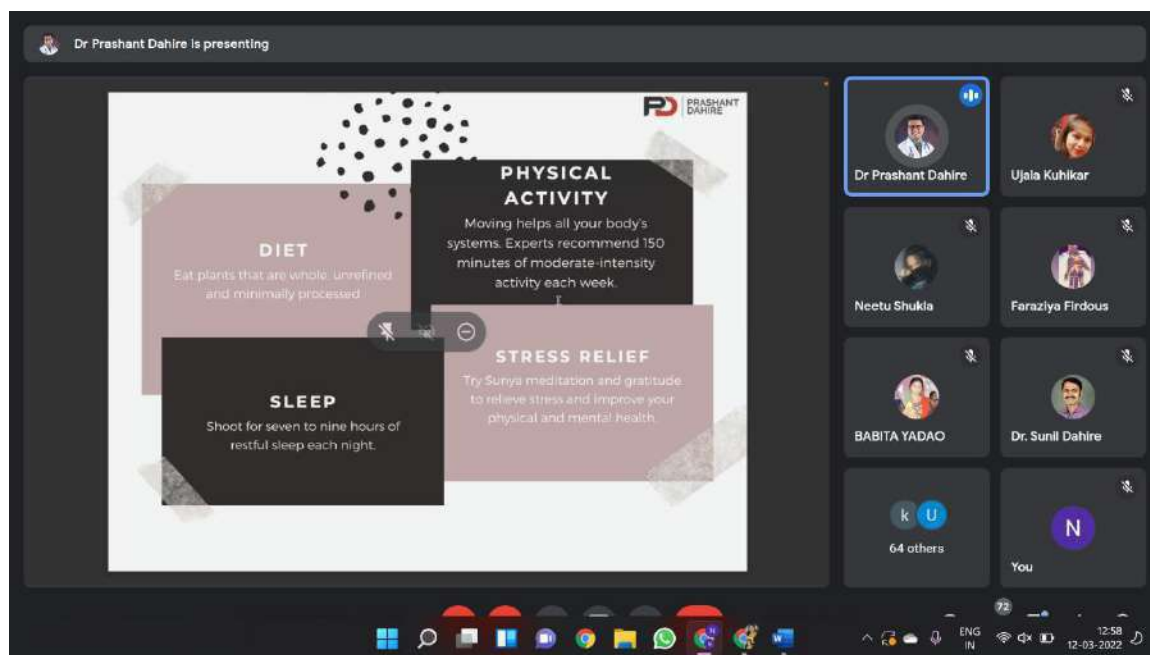 Dr Prashant Dahire is presenting
PD PRASHANT
DAHIRE
PHYSICAL
ACTIVITY
Moving helps all your body's
systems. Experts recommend 150
minutes of moderate-intensity
activity each week.
DIET
Eat plants that are whole, unrefined
and minimally processed
STRESS RELIEF
Try Sunya meditation and gratitude
to relieve stress and improve your
physical and mental health.
SLEEP
Shoot for seven to nine hours of
restful sleep each night.
Dr Prashant Dahire
Ujala Kuhikar
Neetu Shukla
Faraziya Firdous
BABITA YADAO
Dr. Sunil Dahire
k U
64 others
N
You
72
ENG
IN
12:58
12-03-2022